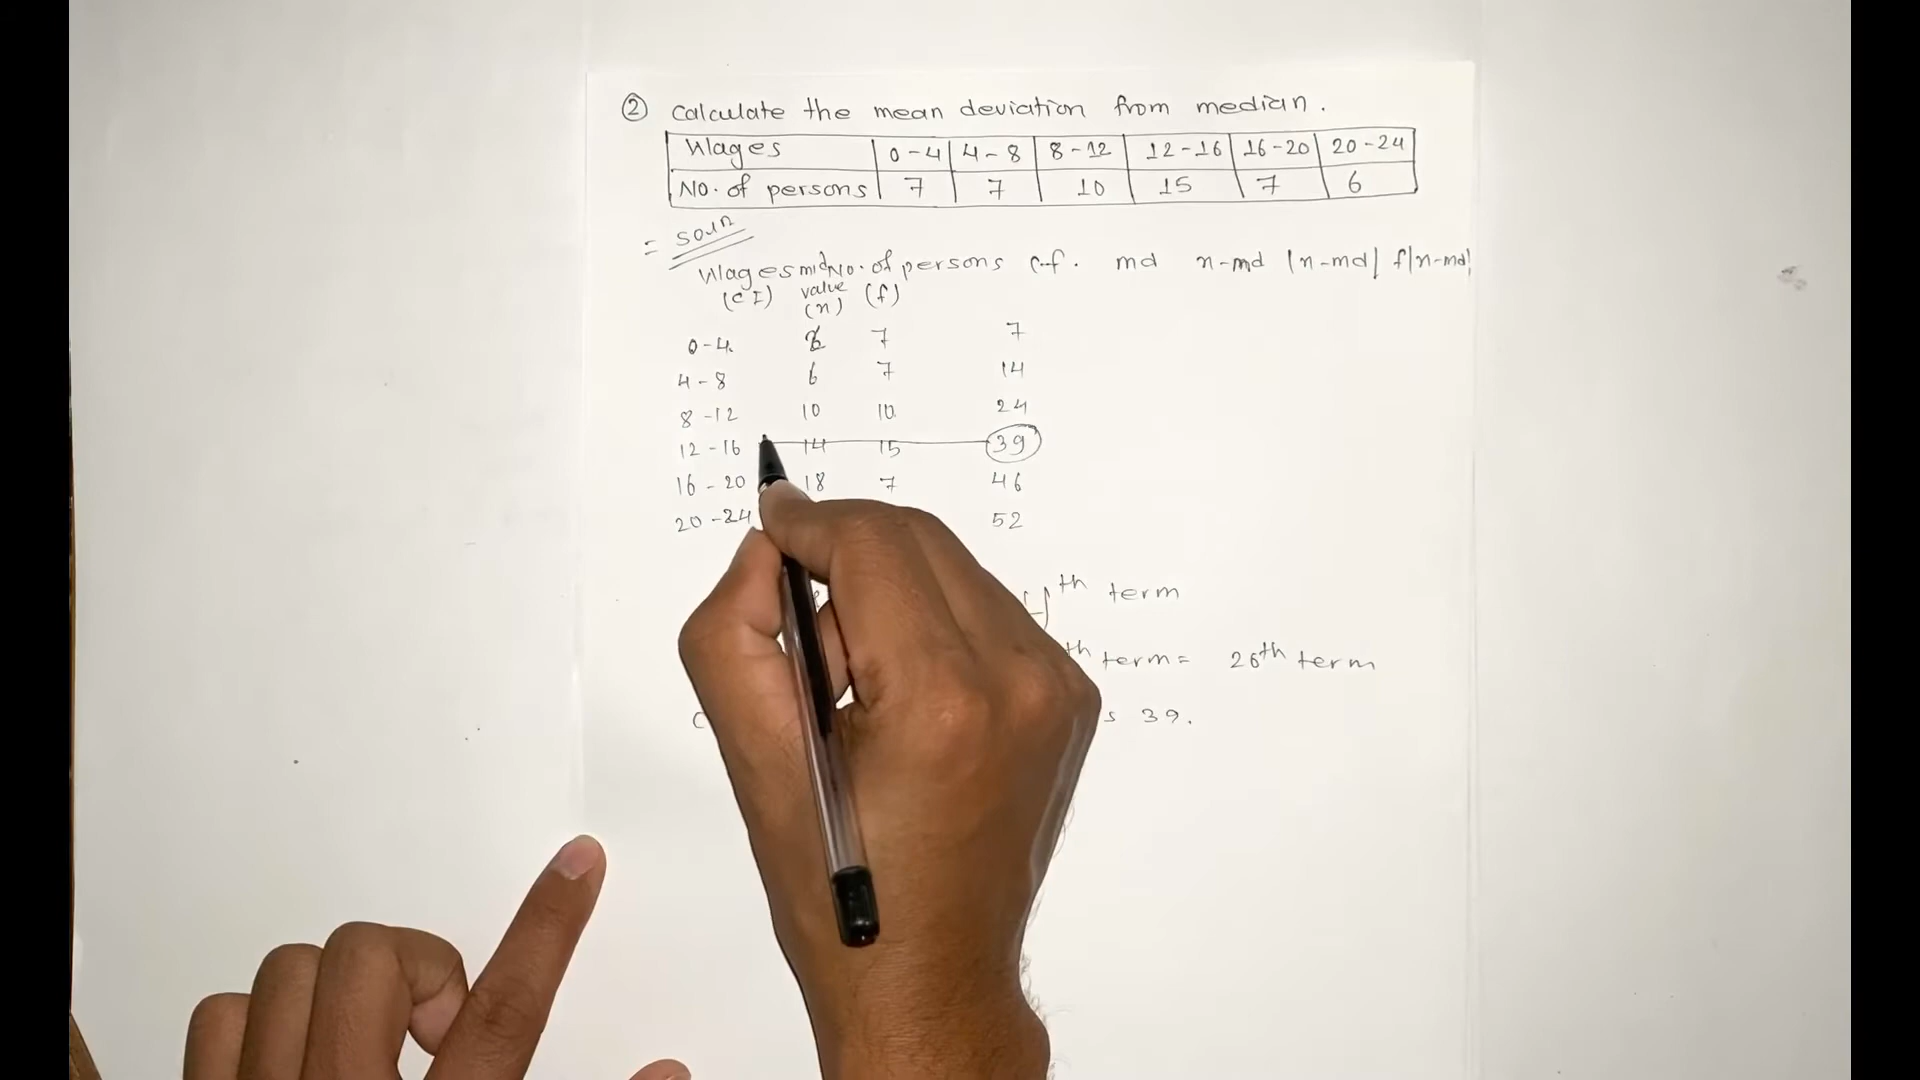 ② Calculate the mean deviation from median.
Wages 0-4 4-8 8-12 12-16 16-20 20-24
No. of persons 7 7 10 15 7 6
= Soln
Wages mid No. of persons c.f. md x-md |x-md| f|x-md|
(CI) value (f)
(x)
0-4 7 7
4-8 6 7 14
8-12 10 10 24
12-16 14 15 39
16-20 18 7 46
20-24 52
th term
th term = 26th term
s 39.